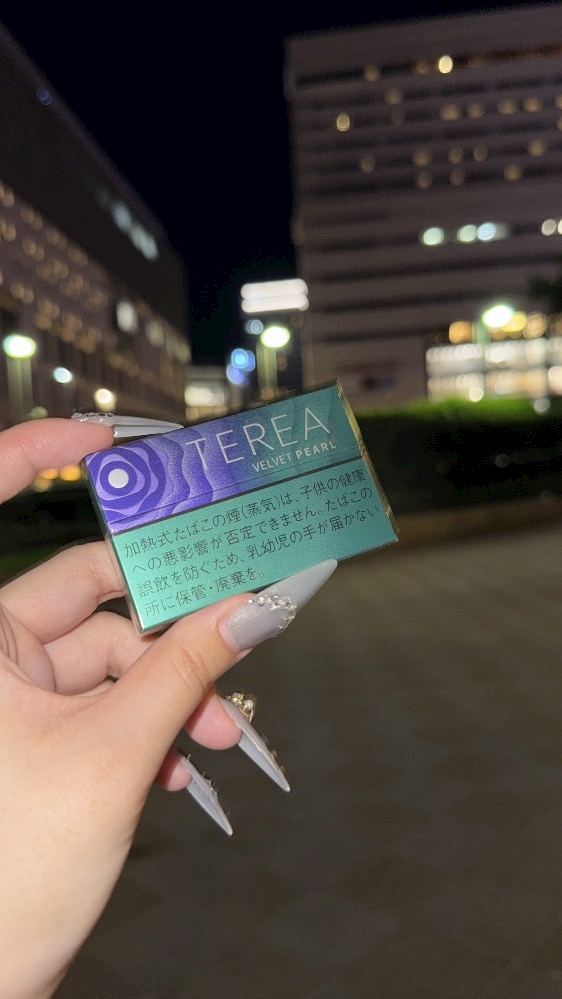 TEREA
VELVET PEARL
加熱式たばこの煙(蒸気)は、子供の健康
への悪影響が否定できません。たばこの
誤飲を防ぐため、乳幼児の手が届かない
所に保管・廃棄を。